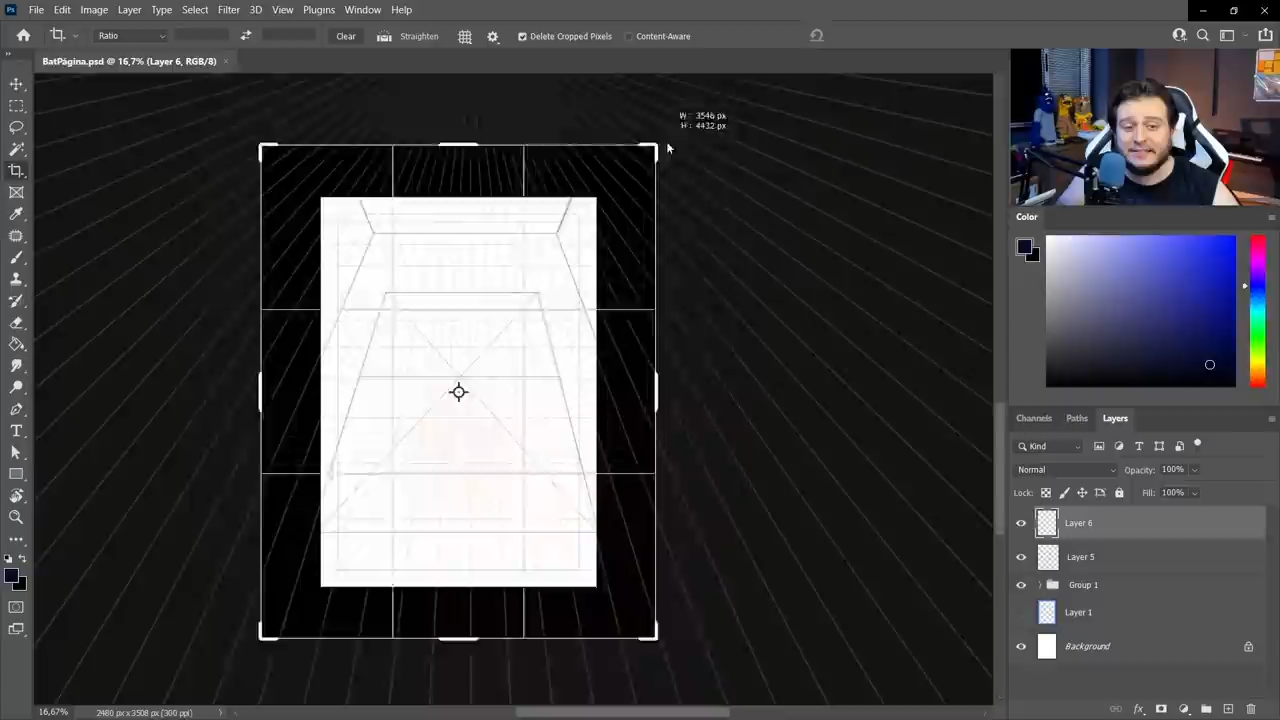 Ps File Edit Image Layer Type Select Filter 3D View Plugins Window Help
Ratio Clear Straighten Delete Cropped Pixels Content-Aware
BatPágina.psd @ 16,7% (Layer 6, RGB/8)
W: 3546 px
H: 4432 px
Color
Channels Paths Layers
Kind
Normal Opacity: 100%
Lock: Fill: 100%
Layer 6
Layer 5
Group 1
Layer 1
Background
16,67% 2480 px x 3508 px (300 ppi)